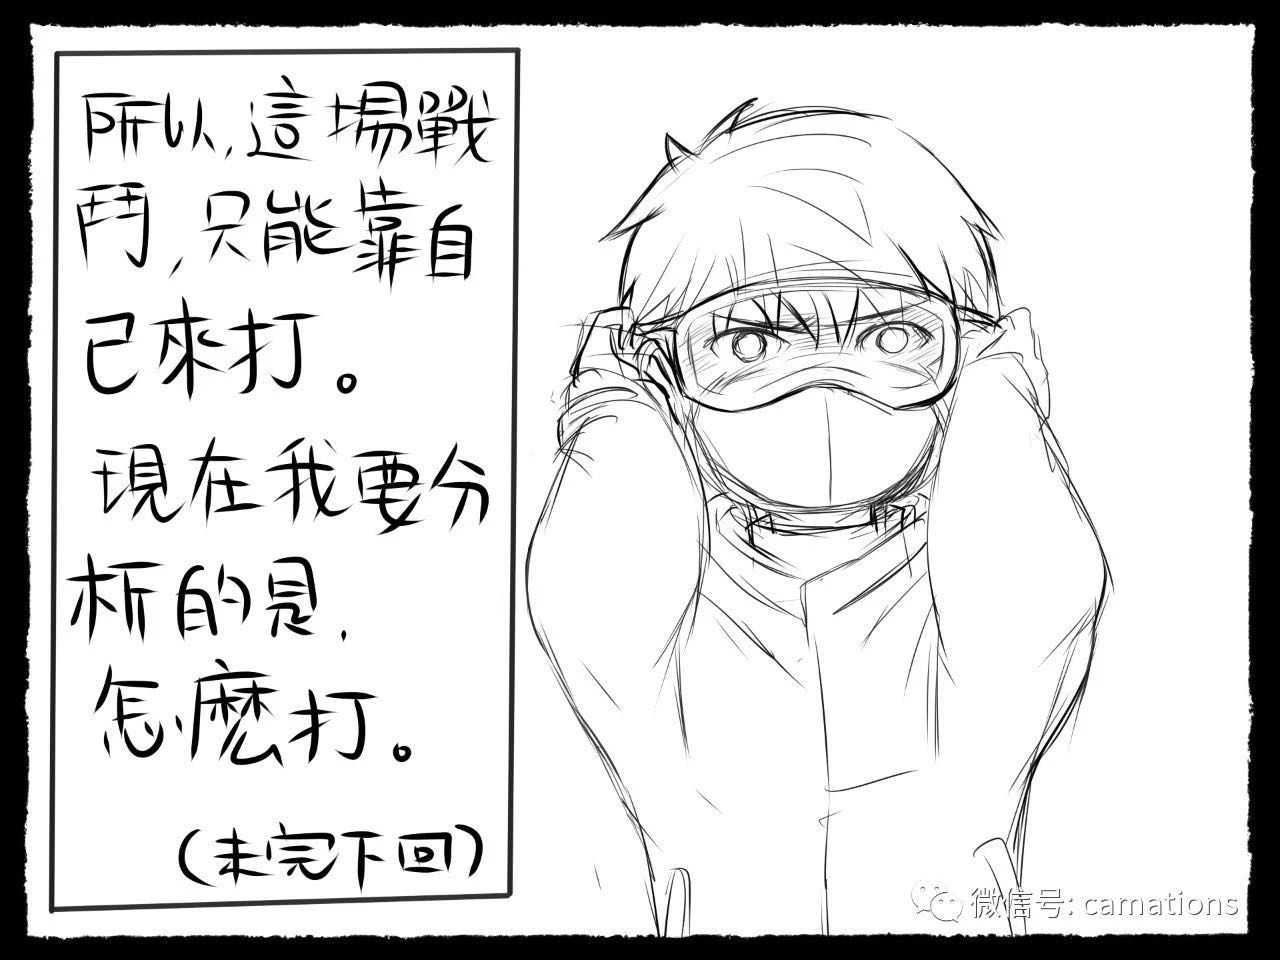 所以,這場戰
鬥,只能靠自
己來打。
現在我要分
析的是,
怎麼打。
(未完下回)
微信号: camations